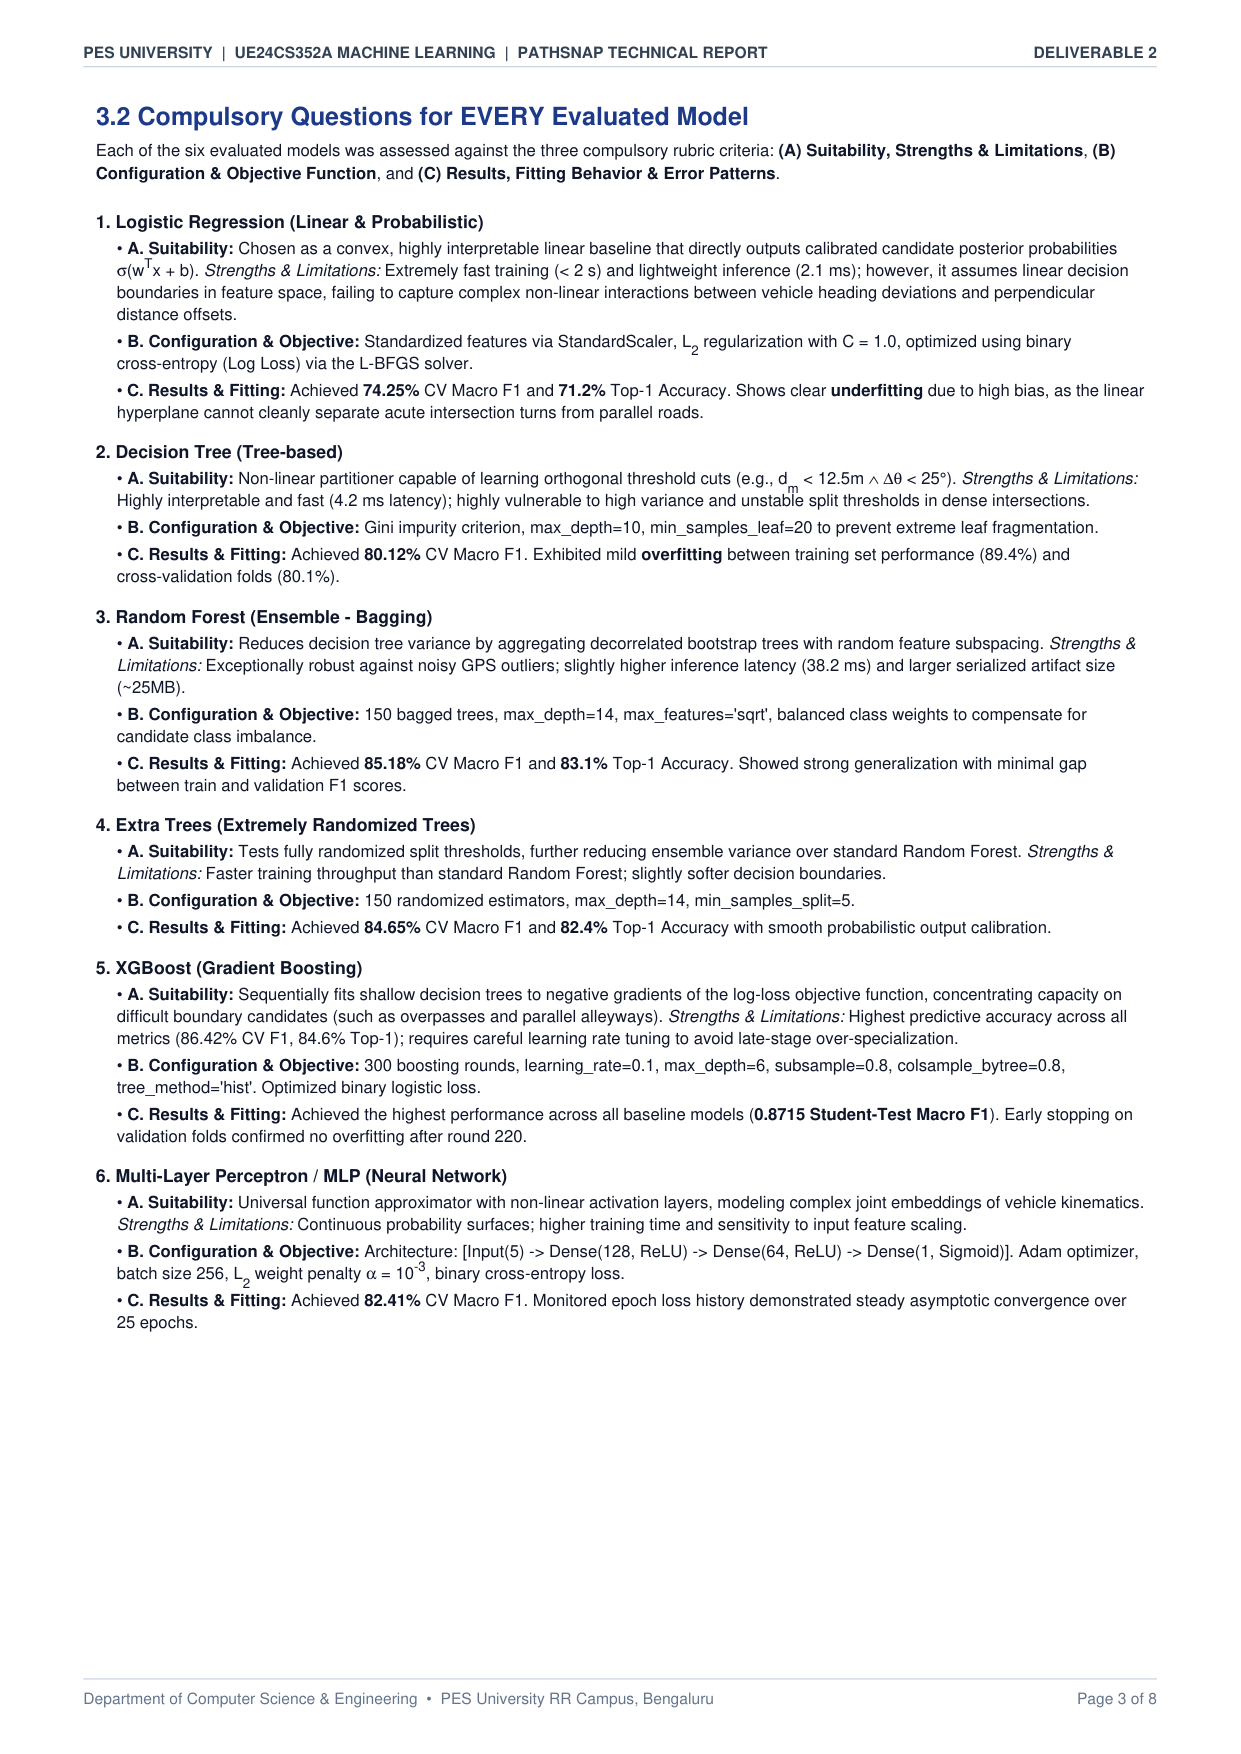 PES UNIVERSITY | UE24CS352A MACHINE LEARNING | PATHSNAP TECHNICAL REPORT DELIVERABLE 2
3.2 Compulsory Questions for EVERY Evaluated Model
Each of the six evaluated models was assessed against the three compulsory rubric criteria: (A) Suitability, Strengths & Limitations, (B)
Configuration & Objective Function, and (C) Results, Fitting Behavior & Error Patterns.
1. Logistic Regression (Linear & Probabilistic)
• A. Suitability: Chosen as a convex, highly interpretable linear baseline that directly outputs calibrated candidate posterior probabilities
σ(wᵀx + b). Strengths & Limitations: Extremely fast training (< 2 s) and lightweight inference (2.1 ms); however, it assumes linear decision
boundaries in feature space, failing to capture complex non-linear interactions between vehicle heading deviations and perpendicular
distance offsets.
• B. Configuration & Objective: Standardized features via StandardScaler, L₂ regularization with C = 1.0, optimized using binary
cross-entropy (Log Loss) via the L-BFGS solver.
• C. Results & Fitting: Achieved 74.25% CV Macro F1 and 71.2% Top-1 Accuracy. Shows clear underfitting due to high bias, as the linear
hyperplane cannot cleanly separate acute intersection turns from parallel roads.
2. Decision Tree (Tree-based)
• A. Suitability: Non-linear partitioner capable of learning orthogonal threshold cuts (e.g., dₘ < 12.5m ∧ Δθ < 25°). Strengths & Limitations:
Highly interpretable and fast (4.2 ms latency); highly vulnerable to high variance and unstable split thresholds in dense intersections.
• B. Configuration & Objective: Gini impurity criterion, max_depth=10, min_samples_leaf=20 to prevent extreme leaf fragmentation.
• C. Results & Fitting: Achieved 80.12% CV Macro F1. Exhibited mild overfitting between training set performance (89.4%) and
cross-validation folds (80.1%).
3. Random Forest (Ensemble - Bagging)
• A. Suitability: Reduces decision tree variance by aggregating decorrelated bootstrap trees with random feature subspacing. Strengths &
Limitations: Exceptionally robust against noisy GPS outliers; slightly higher inference latency (38.2 ms) and larger serialized artifact size
(~25MB).
• B. Configuration & Objective: 150 bagged trees, max_depth=14, max_features='sqrt', balanced class weights to compensate for
candidate class imbalance.
• C. Results & Fitting: Achieved 85.18% CV Macro F1 and 83.1% Top-1 Accuracy. Showed strong generalization with minimal gap
between train and validation F1 scores.
4. Extra Trees (Extremely Randomized Trees)
• A. Suitability: Tests fully randomized split thresholds, further reducing ensemble variance over standard Random Forest. Strengths &
Limitations: Faster training throughput than standard Random Forest; slightly softer decision boundaries.
• B. Configuration & Objective: 150 randomized estimators, max_depth=14, min_samples_split=5.
• C. Results & Fitting: Achieved 84.65% CV Macro F1 and 82.4% Top-1 Accuracy with smooth probabilistic output calibration.
5. XGBoost (Gradient Boosting)
• A. Suitability: Sequentially fits shallow decision trees to negative gradients of the log-loss objective function, concentrating capacity on
difficult boundary candidates (such as overpasses and parallel alleyways). Strengths & Limitations: Highest predictive accuracy across all
metrics (86.42% CV F1, 84.6% Top-1); requires careful learning rate tuning to avoid late-stage over-specialization.
• B. Configuration & Objective: 300 boosting rounds, learning_rate=0.1, max_depth=6, subsample=0.8, colsample_bytree=0.8,
tree_method='hist'. Optimized binary logistic loss.
• C. Results & Fitting: Achieved the highest performance across all baseline models (0.8715 Student-Test Macro F1). Early stopping on
validation folds confirmed no overfitting after round 220.
6. Multi-Layer Perceptron / MLP (Neural Network)
• A. Suitability: Universal function approximator with non-linear activation layers, modeling complex joint embeddings of vehicle kinematics.
Strengths & Limitations: Continuous probability surfaces; higher training time and sensitivity to input feature scaling.
• B. Configuration & Objective: Architecture: [Input(5) -> Dense(128, ReLU) -> Dense(64, ReLU) -> Dense(1, Sigmoid)]. Adam optimizer,
batch size 256, L₂ weight penalty α = 10⁻³, binary cross-entropy loss.
• C. Results & Fitting: Achieved 82.41% CV Macro F1. Monitored epoch loss history demonstrated steady asymptotic convergence over
25 epochs.
Department of Computer Science & Engineering • PES University RR Campus, Bengaluru Page 3 of 8